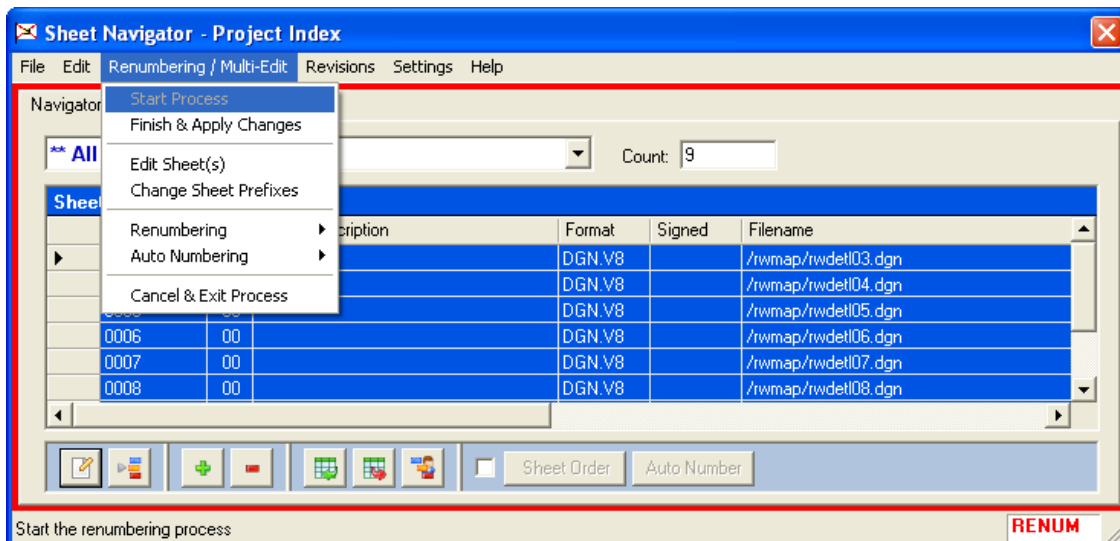 Sheet Navigator - Project Index
File Edit Renumbering / Multi-Edit Revisions Settings Help
Start Process
Navigator
Finish & Apply Changes
** All
Count: 9
Edit Sheet(s)
Change Sheet Prefixes
Renumbering
Format Signed Filename
Auto Numbering
DGN.V8 /rwmap/rwdetl03.dgn
DGN.V8 /rwmap/rwdetl04.dgn
Cancel & Exit Process
DGN.V8 /rwmap/rwdetl05.dgn
0006 00 DGN.V8 /rwmap/rwdetl06.dgn
0007 00 DGN.V8 /rwmap/rwdetl07.dgn
0008 00 DGN.V8 /rwmap/rwdetl08.dgn
Sheet Order Auto Number
Start the renumbering process RENUM